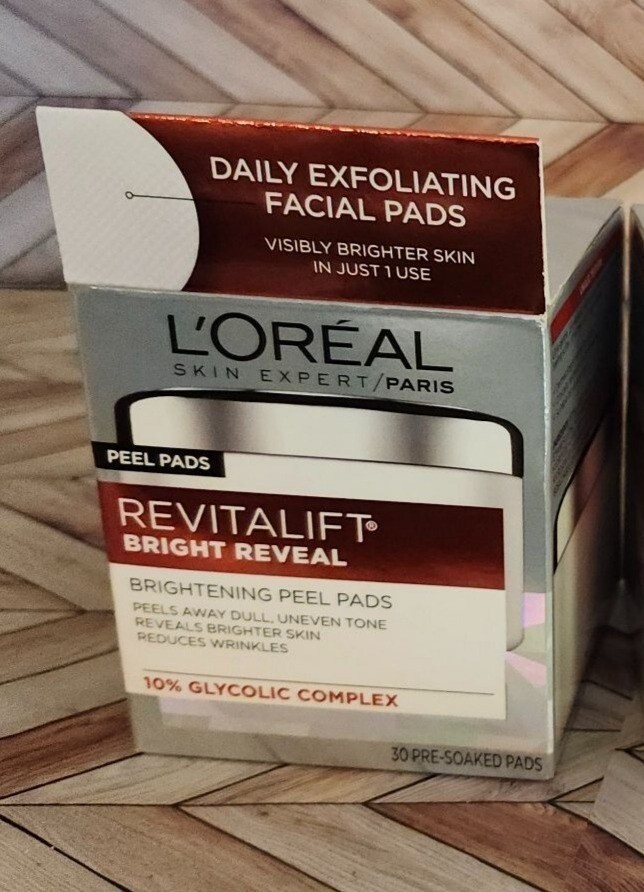 DAILY EXFOLIATING
FACIAL PADS
VISIBLY BRIGHTER SKIN
IN JUST 1 USE
L'ORÉAL
SKIN EXPERT/PARIS
PEEL PADS
REVITALIFT®
BRIGHT REVEAL
BRIGHTENING PEEL PADS
PEELS AWAY DULL, UNEVEN TONE
REVEALS BRIGHTER SKIN
REDUCES WRINKLES
10% GLYCOLIC COMPLEX
30 PRE-SOAKED PADS